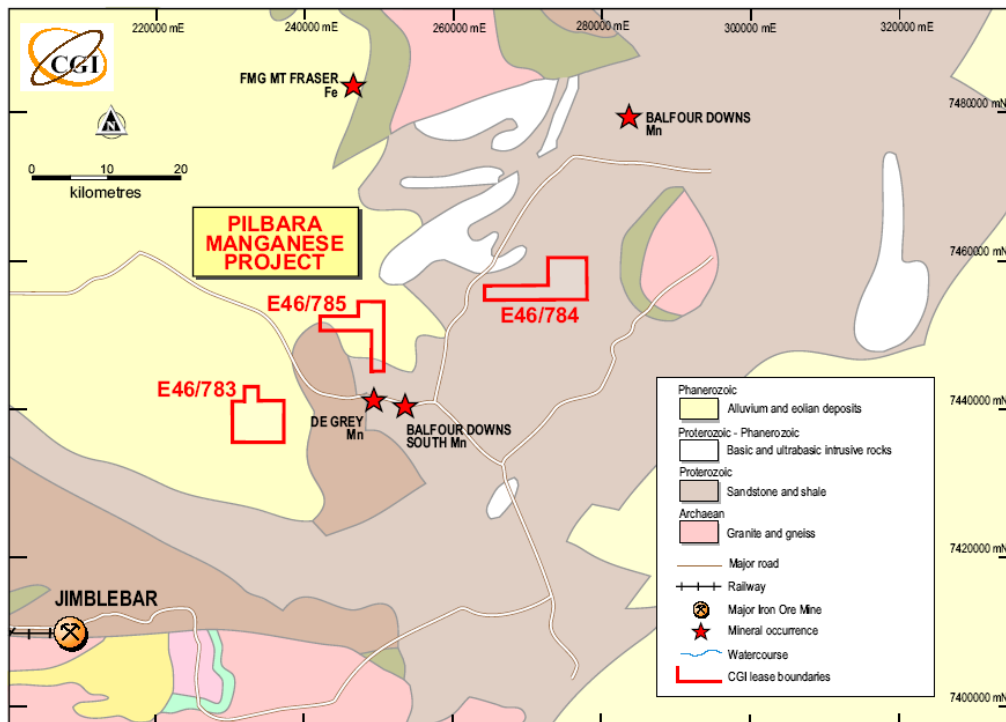 220000 mE
240000 mE
260000 mE
280000 mE
300000 mE
320000 mE
CGI
FMG MT FRASER
Fe
BALFOUR DOWNS
Mn
7480000 mN
N
0 10 20
kilometres
PILBARA
MANGANESE
PROJECT
7460000 mN
E46/785
E46/784
E46/783
DE GREY
Mn
BALFOUR DOWNS
SOUTH Mn
7440000 mN
Phanerozoic
Alluvium and eolian deposits
Proterozoic - Phanerozoic
Basic and ultrabasic intrusive rocks
Proterozoic
Sandstone and shale
Archaean
Granite and gneiss
Major road
Railway
Major Iron Ore Mine
Mineral occurrence
Watercourse
CGI lease boundaries
7420000 mN
JIMBLEBAR
7400000 mN